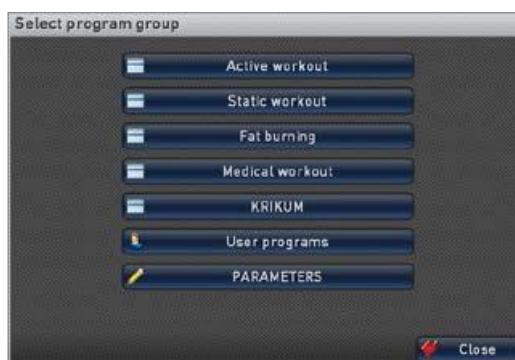 Select program group
Active workout
Static workout
Fat burning
Medical workout
KRIKUM
User programs
PARAMETERS
Close